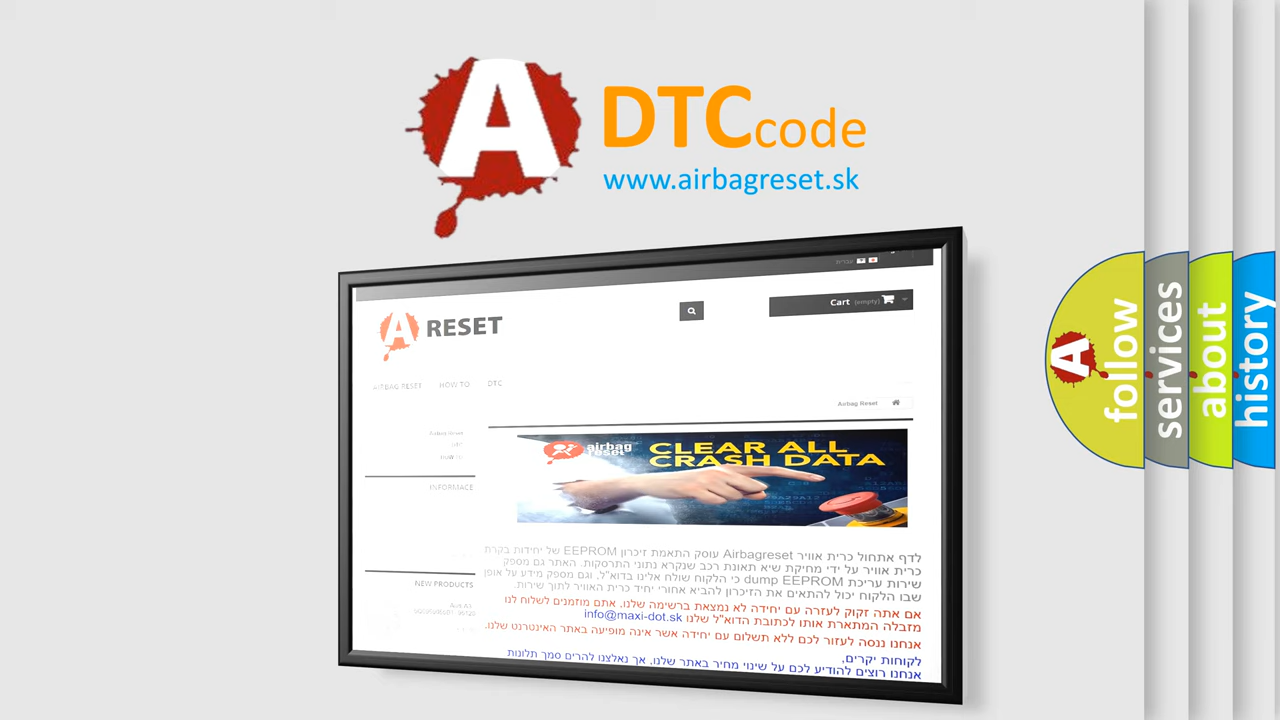 A
DTCcode
www.airbagreset.sk
עברית
A RESET
Cart (empty)
AIRBAG RESET HOW TO DTC
Airbag Reset
Airbag Reset
HOW TO
INFORMACE
NEW PRODUCTS
airbag reset
CLEAR ALL
CRASH DATA
לדף אתחול כרית אוויר Airbagreset עוסק התאמת זיכרון EEPROM של יחידות בקרת
כרית אוויר על ידי מחיקת שיא תאונת רכב שנקרא נתוני התרסקות. האתר גם מספק
שירות עריכת dump EEPROM כי הלקוח שולח אלינו בדוא"ל, וגם מספק מידע על אופן
שבו הלקוח יכול להתאים את הזיכרון להביא אחורי יחיד כרית האוויר לתוך שירות.
אם אתה זקוק לעזרה עם יחידה לא נמצאת ברשימה שלנו, אתם מוזמנים לשלוח לנו
מזבלה המתארת אותו לכתובת הדוא"ל שלנו info@maxi-dot.sk
אנחנו ננסה לעזור לכם ללא תשלום עם יחידה אשר אינה מופיעה באתר האינטרנט שלנו.
לקוחות יקרים,
אנחנו רוצים להודיע לכם על שינוי מחיר באתר שלנו, אך נאלצנו להרים סמך תלונות
A
follow
services
about
history